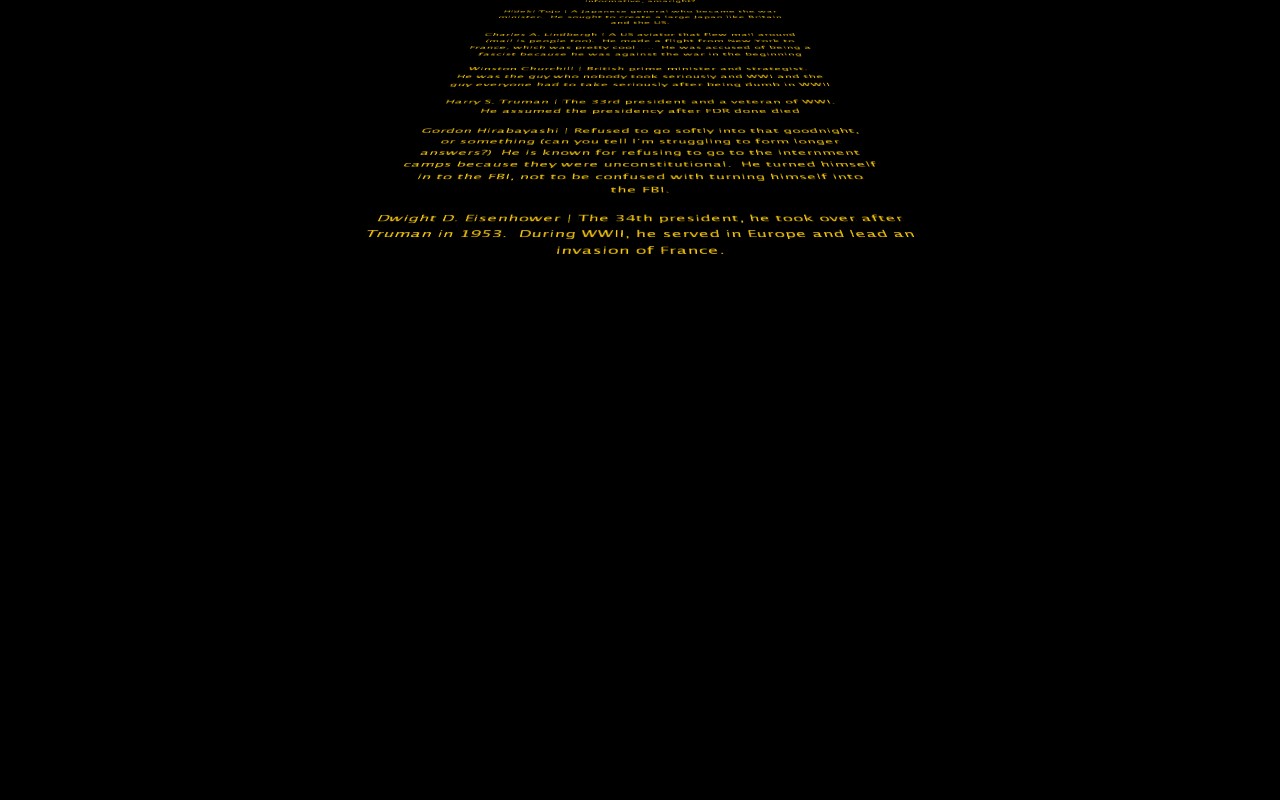 informative, amaright?
Hideki Tojo | A Japanese general who became the war
minister. He sought to create a large Japan like Britain
and the US.
Charles A. Lindbergh | A US aviator that flew mail around
(mail is people too). He made a flight from New York to
France, which was pretty cool..... He was accused of being a
fascist because he was against the war in the beginning
Winston Churchill | British prime minister and strategist.
He was the guy who nobody took seriously and WWI and the
guy everyone had to take seriously after being dumb in WWII
Harry S. Truman | The 33rd president and a veteran of WWI.
He assumed the presidency after FDR done died
Gordon Hirabayashi | Refused to go softly into that goodnight,
or something (can you tell I'm struggling to form longer
answers?) He is known for refusing to go to the internment
camps because they were unconstitutional. He turned himself
in to the FBI, not to be confused with turning himself into
the FBI.
Dwight D. Eisenhower | The 34th president, he took over after
Truman in 1953. During WWII, he served in Europe and lead an
invasion of France.